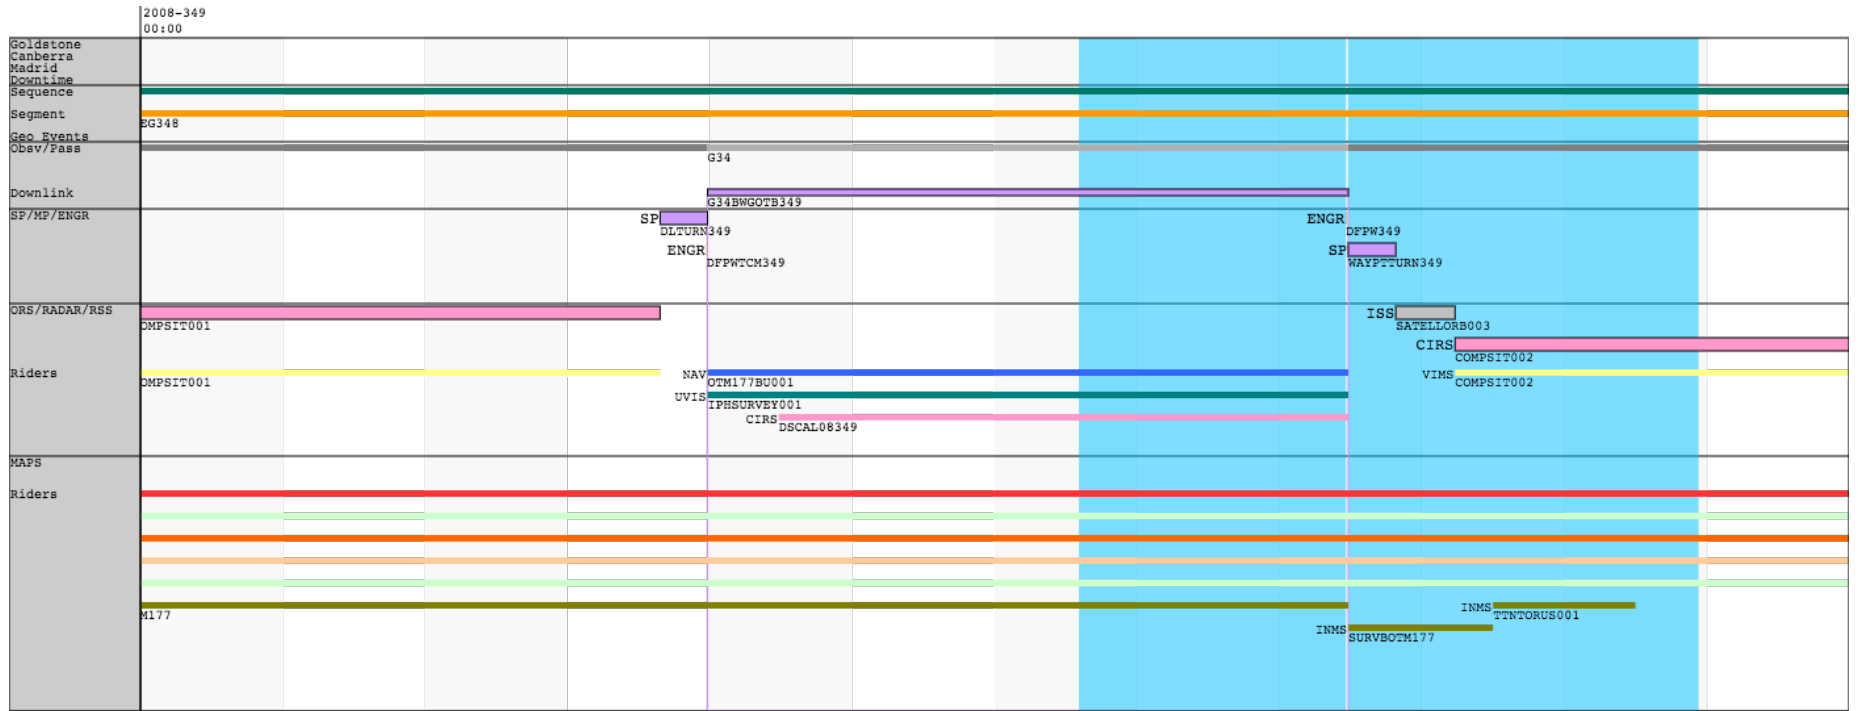 2008-349
00:00
Goldstone
Canberra
Madrid
Downtime
Sequence
Segment
EG348
Geo Events
Obsv/Pass
G34
Downlink
G34BWGOTB349
SP/MP/ENGR
SP
ENGR
DLTURN349
DFPW349
ENGR
SP
DFPWTCM349
WAYPTTURN349
ORS/RADAR/RSS
ISS
OMPSIT001
SATELLORB003
CIRS
COMPSIT002
Riders
NAV
VIMS
OMPSIT001
OTM177BU001
COMPSIT002
UVIS
IPHSURVEY001
CIRS
DSCAL08349
MAPS
Riders
INMS
M177
TTNTORUS001
INMS
SURVBOTM177